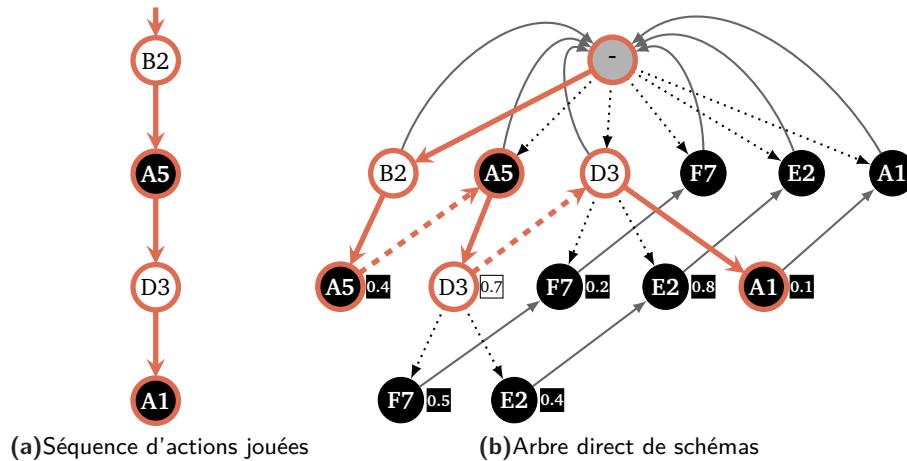 B2
A5
D3
A1
-
B2 A5 D3 F7 E2 A1
A5 0.4 D3 0.7 F7 0.2 E2 0.8 A1 0.1
F7 0.5 E2 0.4
(a)Séquence d'actions jouées
(b)Arbre direct de schémas